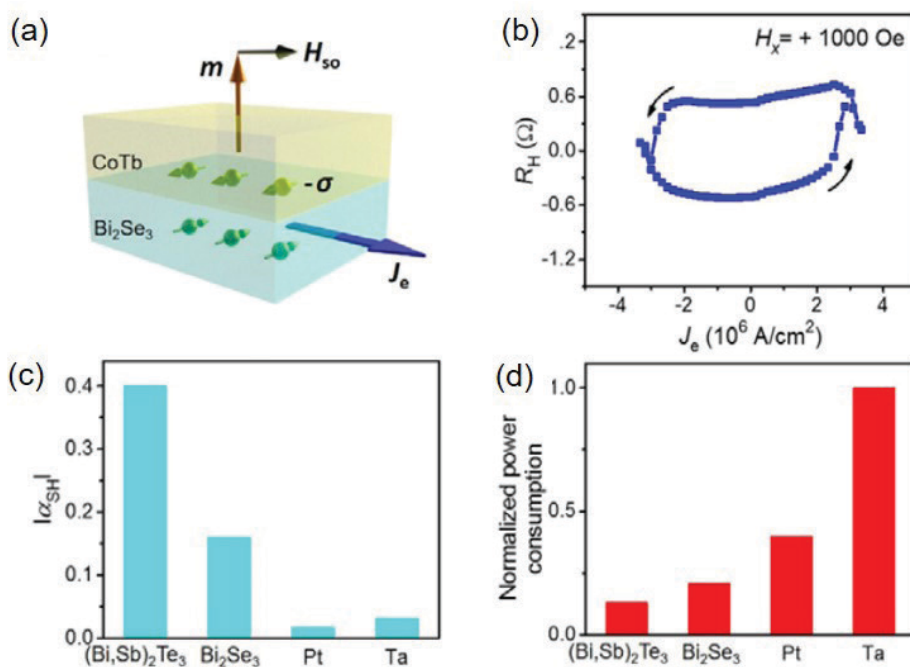 (a)
m
H_so
CoTb
-σ
Bi₂Se₃
J_e
(b)
H_x= + 1000 Oe
R_H (Ω)
.2
0.6
0.0
-0.6
-1.2
-4 -2 0 2 4
J_e (10⁶ A/cm²)
(c)
|α_SH|
0.4
0.3
0.2
0.1
0.0
(Bi,Sb)₂Te₃ Bi₂Se₃ Pt Ta
(d)
Normalized power
consumption
1.0
0.5
0.0
(Bi,Sb)₂Te₃ Bi₂Se₃ Pt Ta